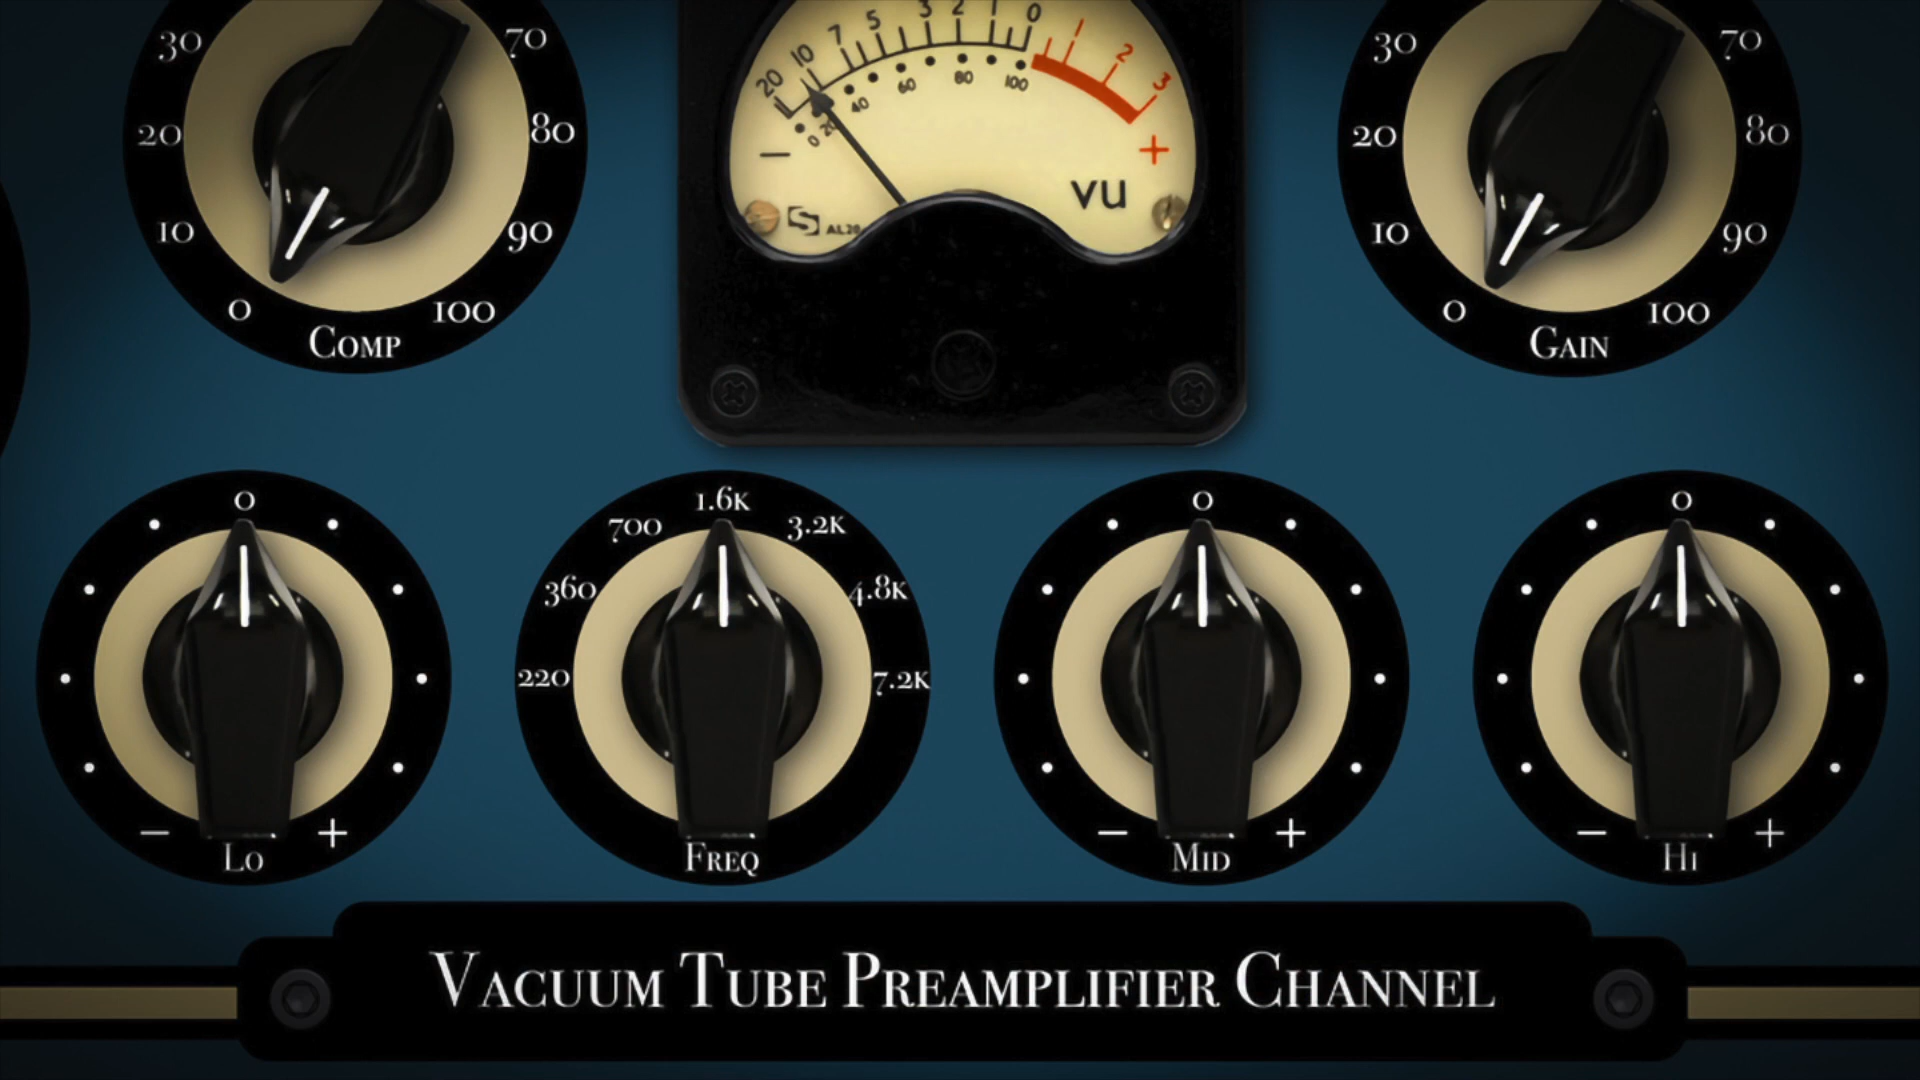 30
70
20
80
10
90
0
100
COMP
20 10 7 5 3 2 1 0 1 2 3
0 20 40 60 80 100
− +
VU
AL20
30
70
20
80
10
90
0
100
GAIN
0
− +
LO
1.6K
700
3.2K
360
4.8K
220
7.2K
FREQ
0
− +
MID
0
− +
HI
VACUUM TUBE PREAMPLIFIER CHANNEL